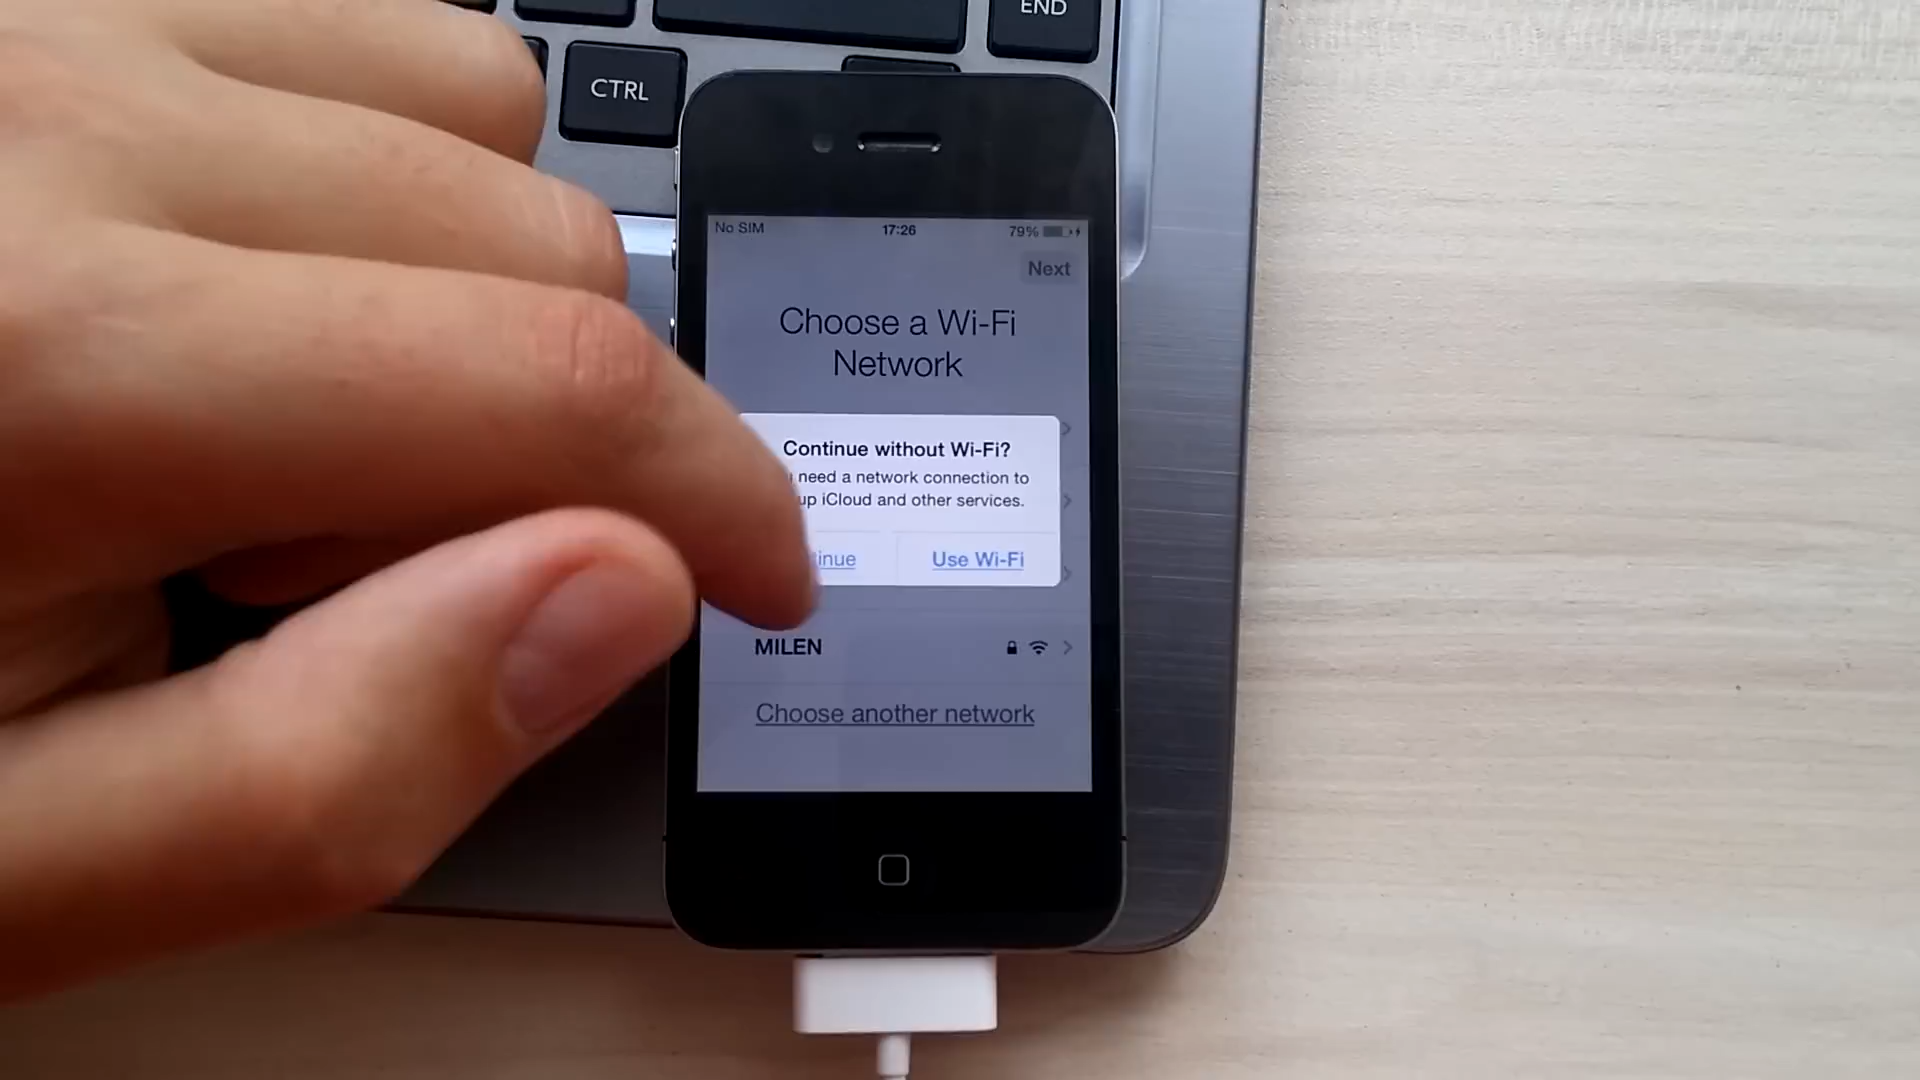 END
CTRL
No SIM 17:26 79%
Next
Choose a Wi-Fi
Network
Continue without Wi-Fi?
need a network connection to
up iCloud and other services.
Use Wi-Fi
MILEN
Choose another network